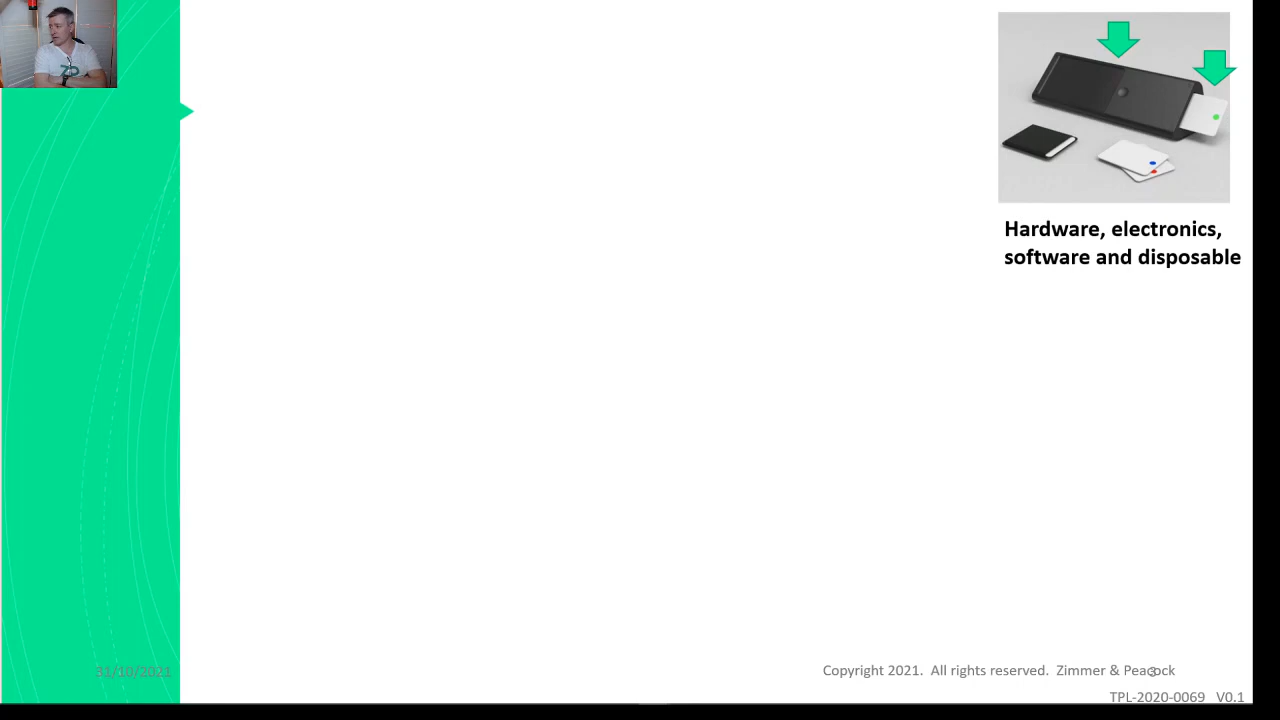 Hardware, electronics,
software and disposable
31/10/2021
Copyright 2021.  All rights reserved.  Zimmer & Peacock
3
TPL-2020-0069   V0.1